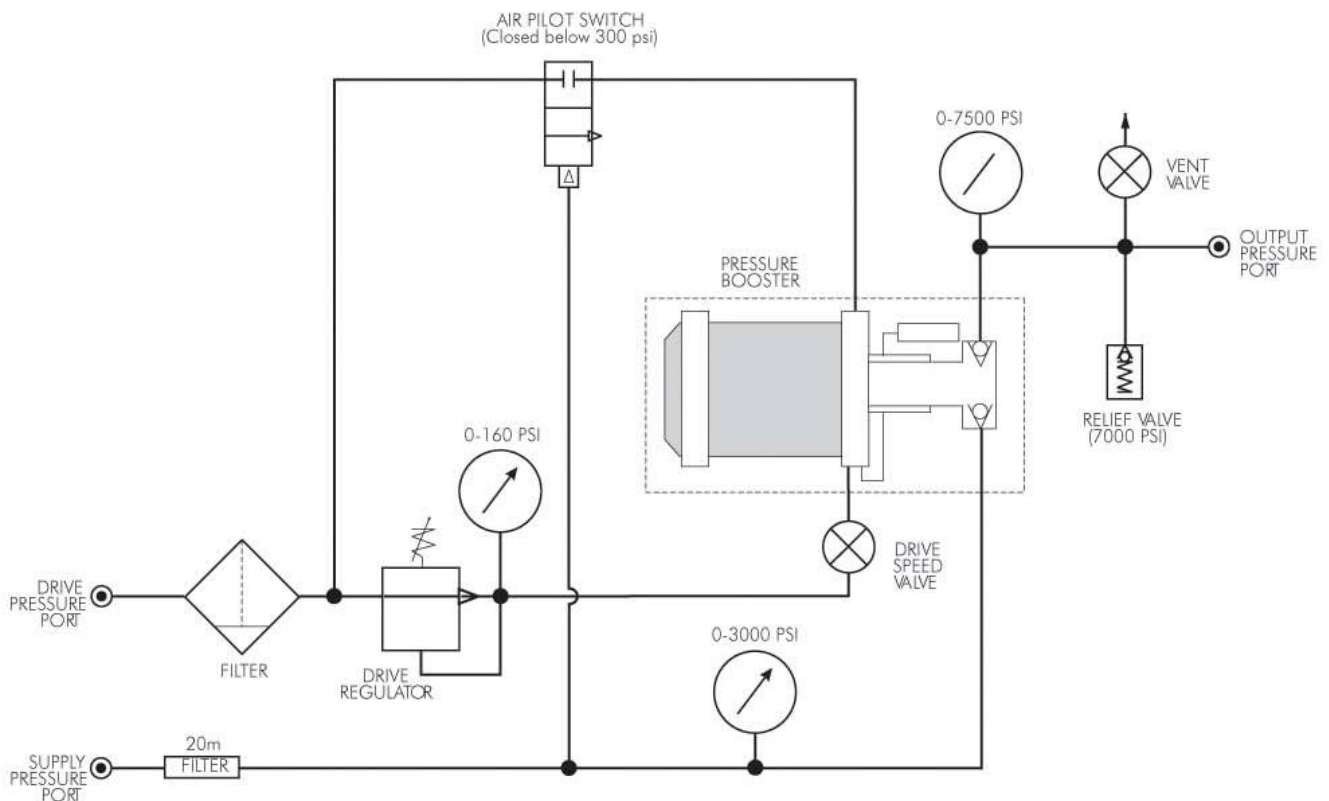 AIR PILOT SWITCH
(Closed below 300 psi)
0-7500 PSI
VENT
VALVE
OUTPUT
PRESSURE
PORT
PRESSURE
BOOSTER
RELIEF VALVE
(7000 PSI)
0-160 PSI
DRIVE
SPEED
VALVE
DRIVE
PRESSURE
PORT
FILTER
DRIVE
REGULATOR
0-3000 PSI
SUPPLY
PRESSURE
PORT
20m
FILTER